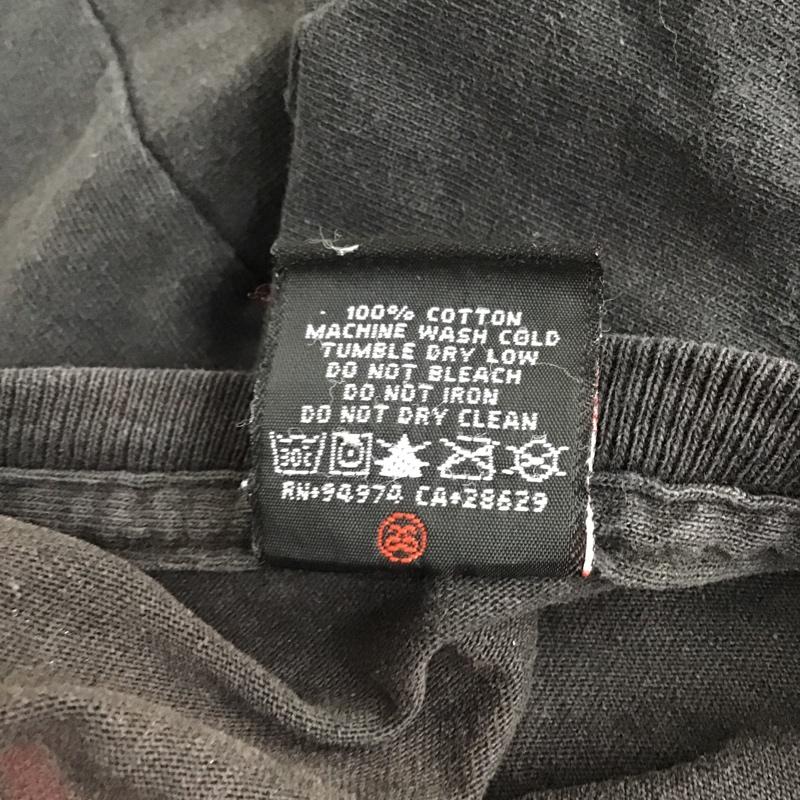 100% COTTON
MACHINE WASH COLD
TUMBLE DRY LOW
DO NOT BLEACH
DO NOT IRON
DO NOT DRY CLEAN
30c
RN+94974 CA+28629